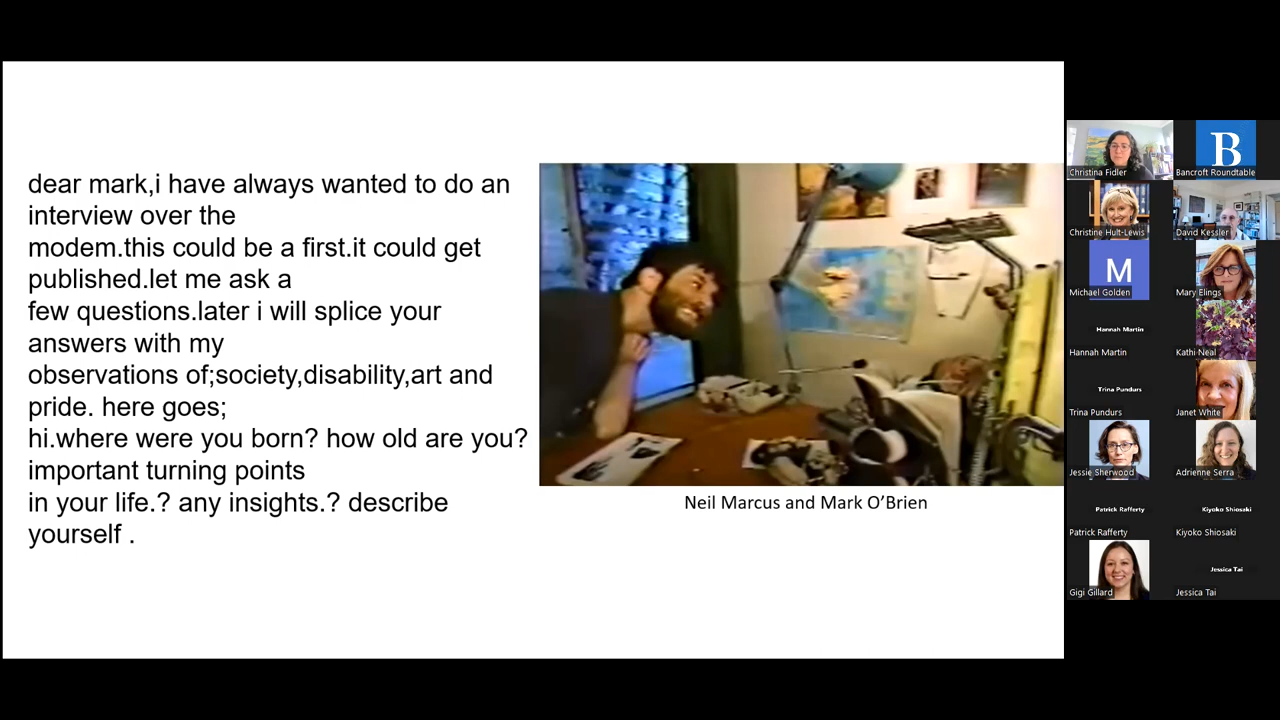 dear mark,i have always wanted to do an
interview over the
modem.this could be a first.it could get
published.let me ask a
few questions.later i will splice your
answers with my
observations of;society,disability,art and
pride. here goes;
hi.where were you born? how old are you?
important turning points
in your life.? any insights.? describe
yourself .
Neil Marcus and Mark O’Brien
Christina Fidler
B
Bancroft Roundtable
Christine Hult-Lewis
David Kessler
M
Michael Golden
Mary Elings
Hannah Martin
Hannah Martin
Kathi Neal
Trina Pundurs
Trina Pundurs
Janet White
Jessie Sherwood
Adrienne Serra
Patrick Rafferty
Kiyoko Shiosaki
Patrick Rafferty
Kiyoko Shiosaki
Gigi Gillard
Jessica Tai
Jessica Tai